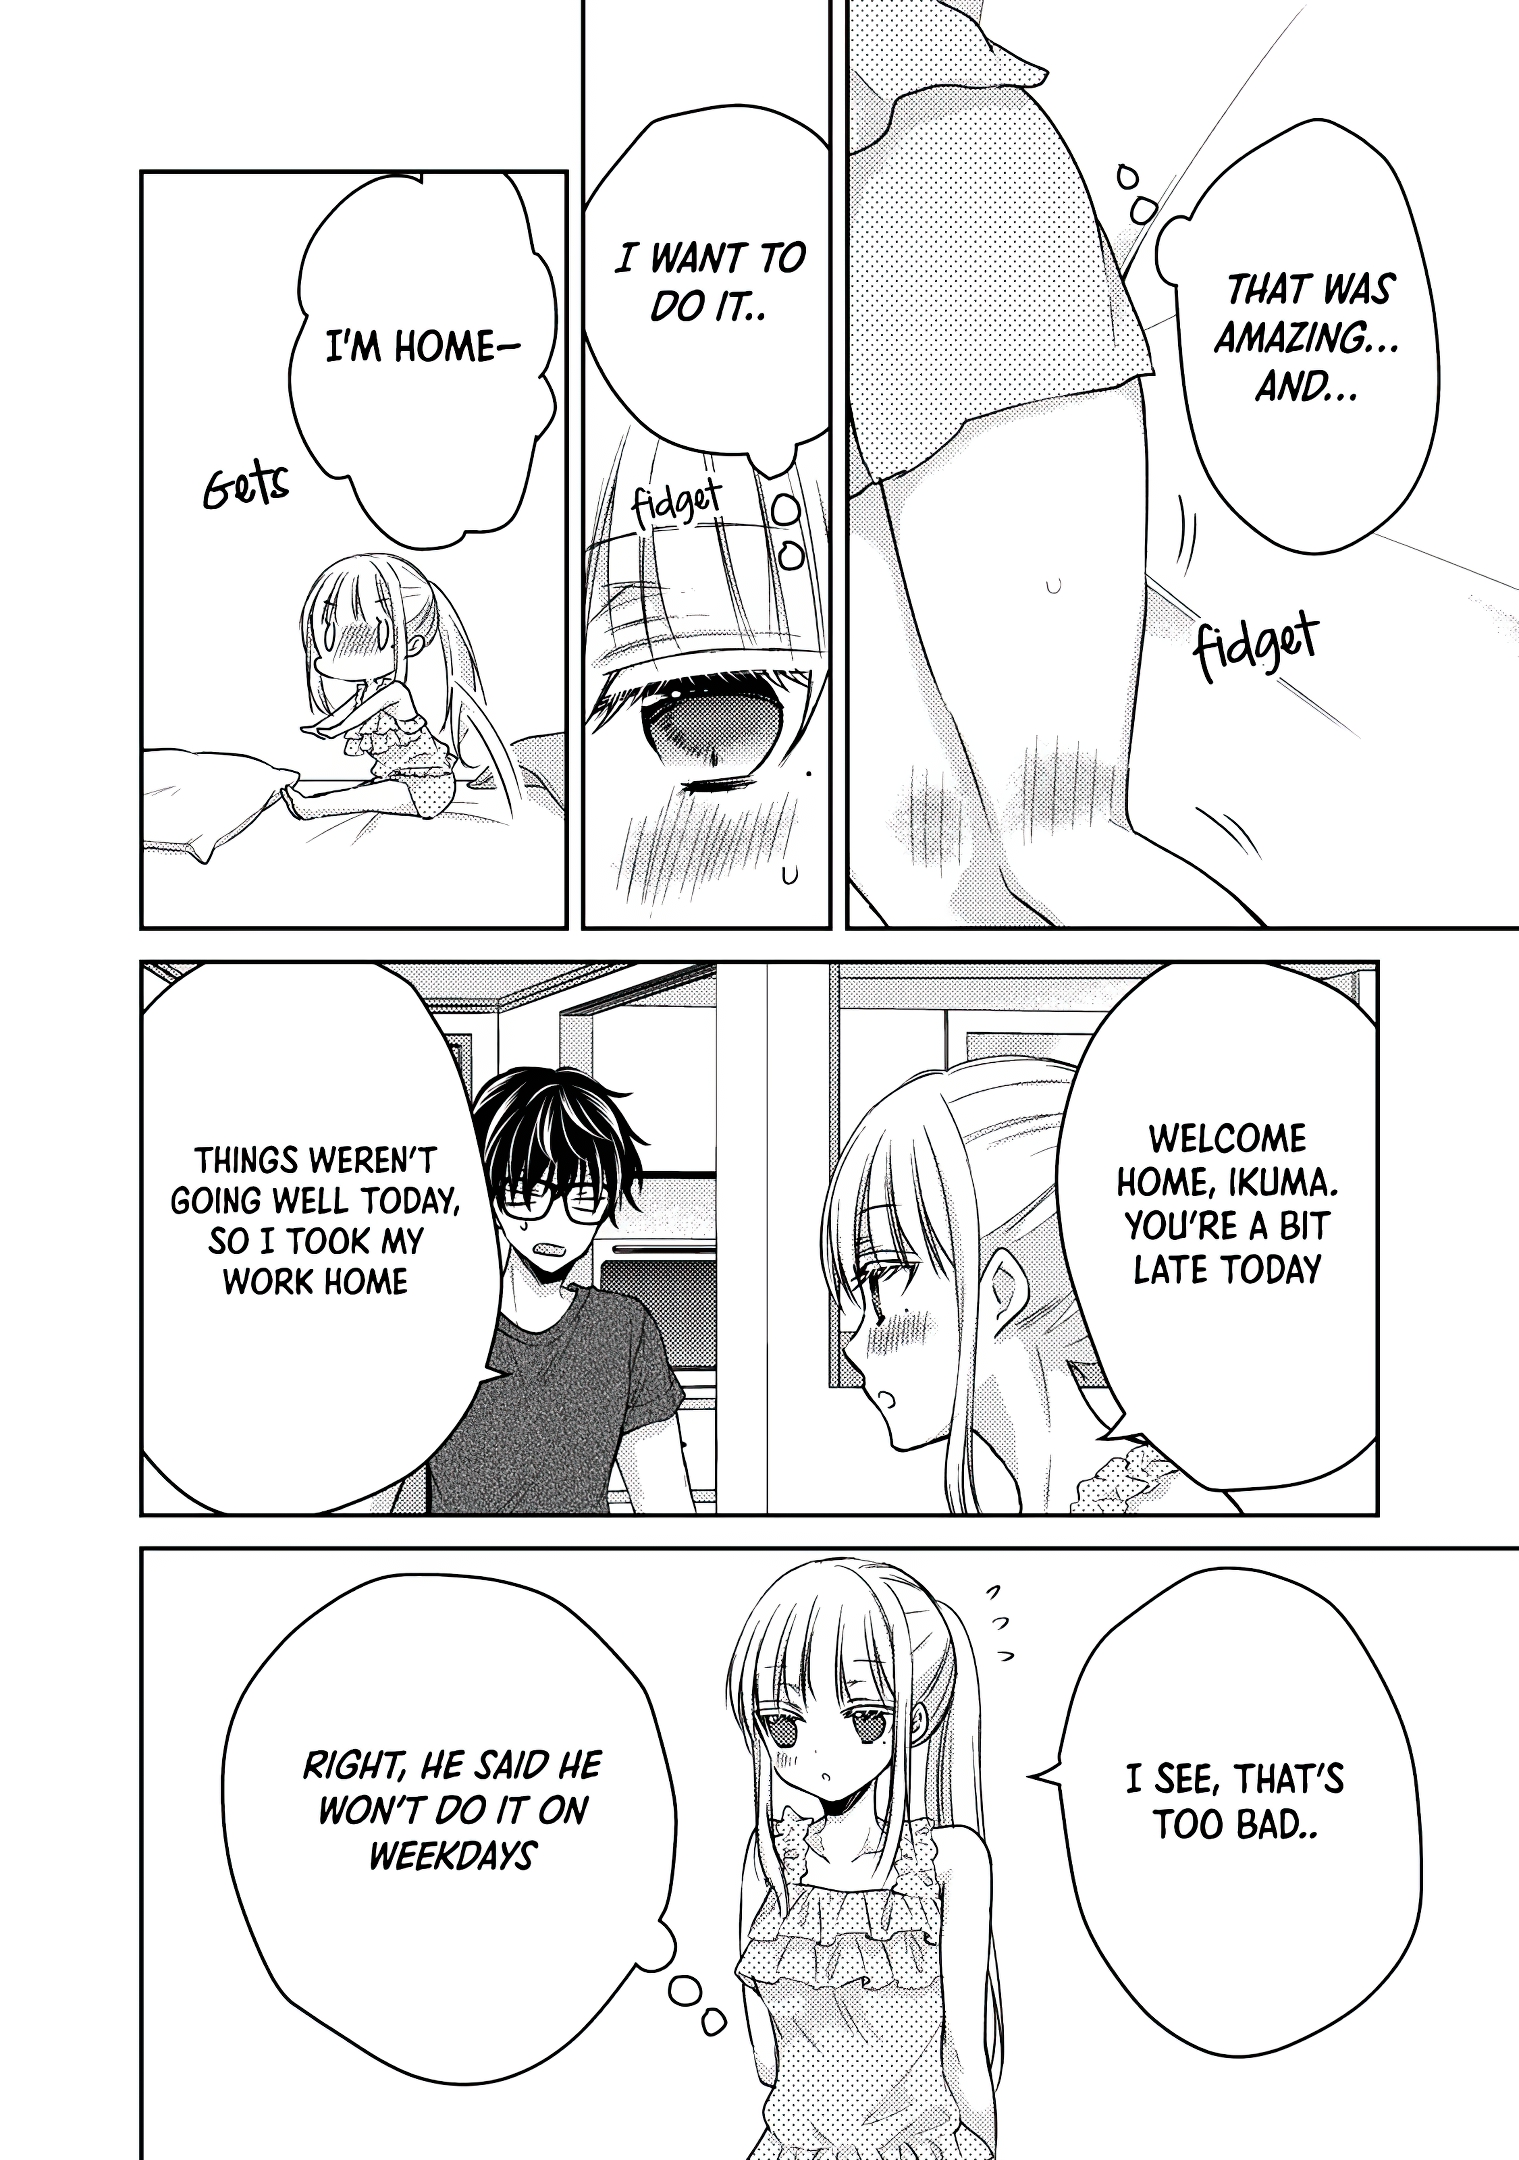 THAT WAS
AMAZING...
AND...
fidget
I WANT TO
DO IT..
fidget
I'M HOME—
Gets
WELCOME
HOME, IKUMA.
YOU'RE A BIT
LATE TODAY
THINGS WEREN'T
GOING WELL TODAY,
SO I TOOK MY
WORK HOME
I SEE, THAT'S
TOO BAD..
RIGHT, HE SAID HE
WON'T DO IT ON
WEEKDAYS